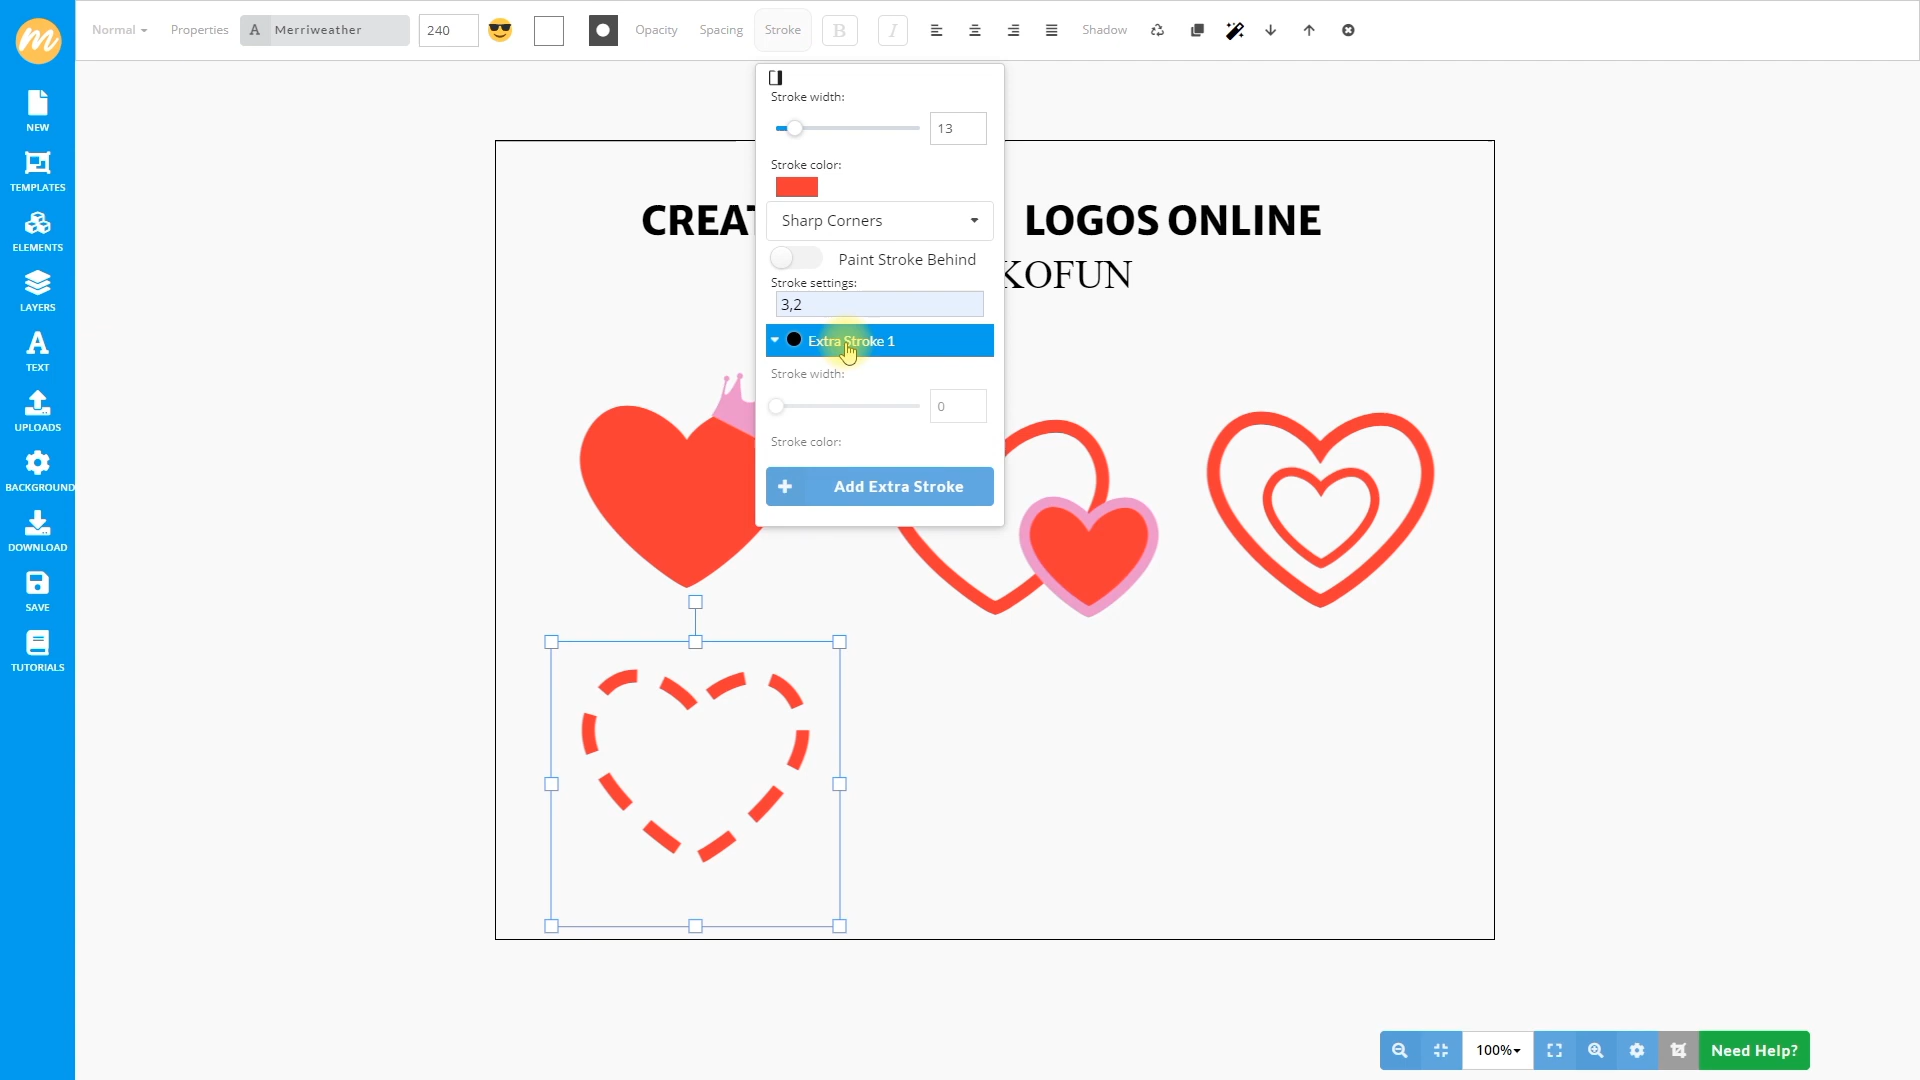 Normal Properties A Merriweather 240 Opacity Spacing Stroke B I Shadow
NEW
TEMPLATES
ELEMENTS
LAYERS
TEXT
UPLOADS
BACKGROUND
DOWNLOAD
SAVE
TUTORIALS
Stroke width:
13
Stroke color:
Sharp Corners
Paint Stroke Behind
Stroke settings:
3,2
Extra Stroke 1
Stroke width:
0
Stroke color:
Add Extra Stroke
CREAT LOGOS ONLINE
KOFUN
100%
Need Help?